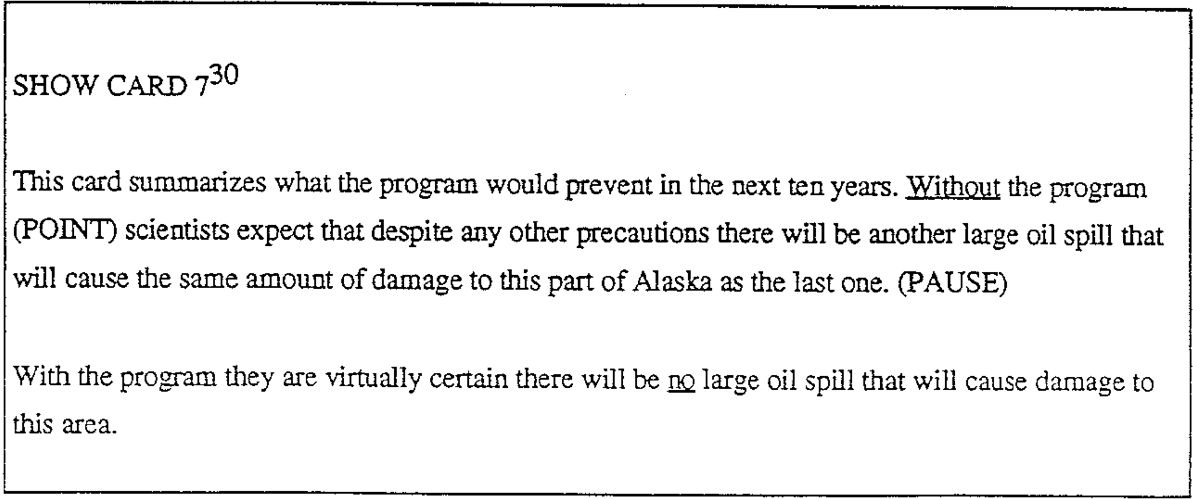 SHOW CARD 7³⁰
This card summarizes what the program would prevent in the next ten years. Without the program
(POINT) scientists expect that despite any other precautions there will be another large oil spill that
will cause the same amount of damage to this part of Alaska as the last one. (PAUSE)
With the program they are virtually certain there will be no large oil spill that will cause damage to
this area.